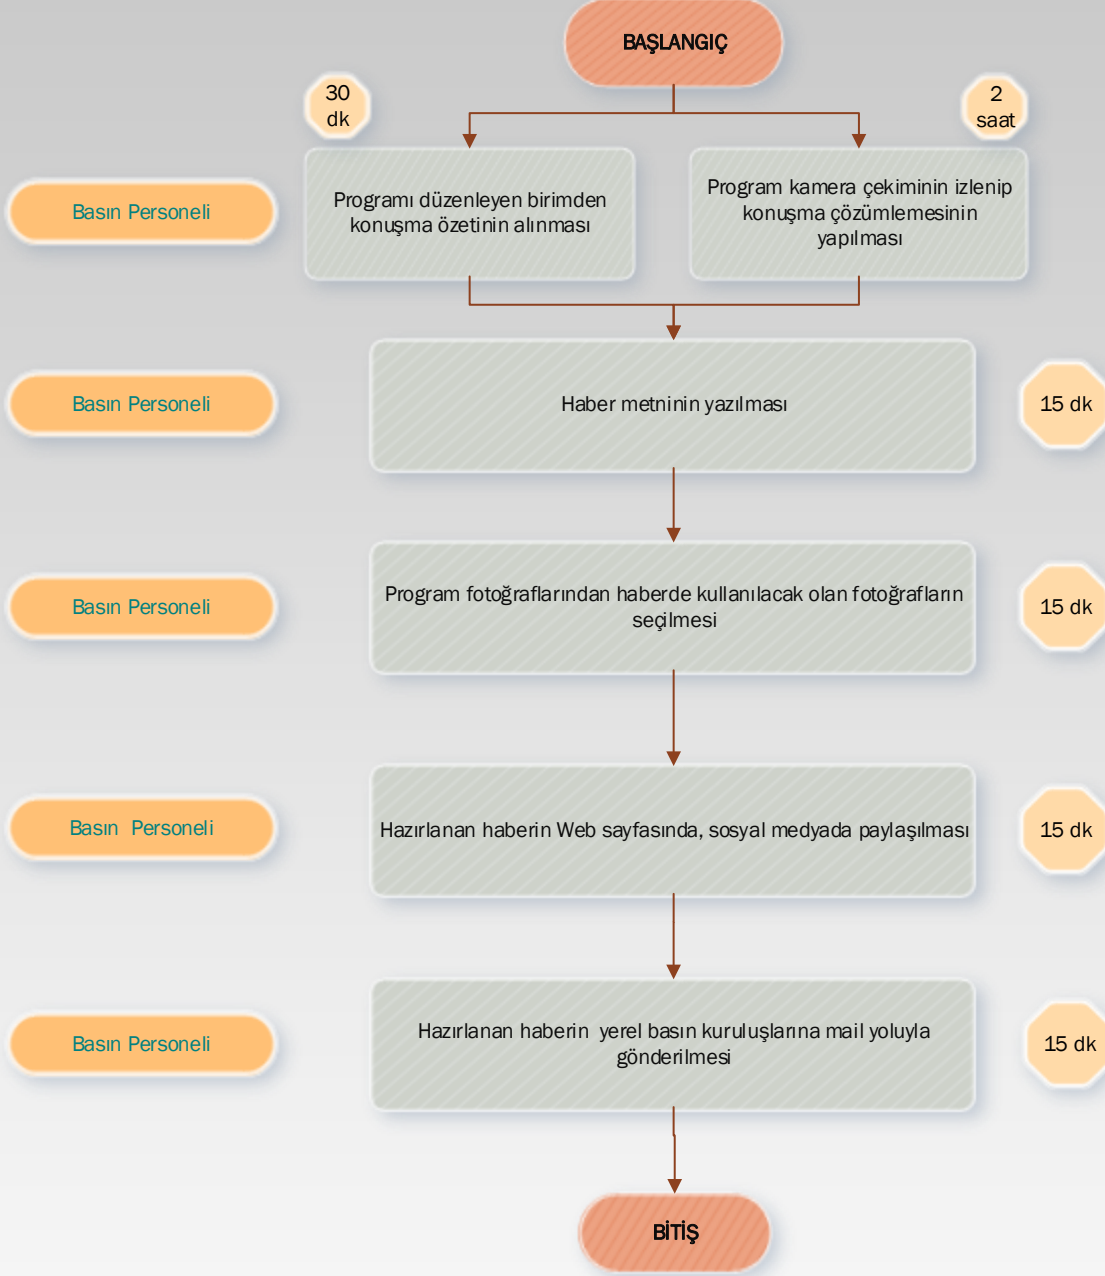 BAŞLANGIÇ
30
dk
2
saat
Basın Personeli
Programı düzenleyen birimden
konuşma özetinin alınması
Program kamera çekiminin izlenip
konuşma çözümlemesinin
yapılması
Basın Personeli
Haber metninin yazılması
15 dk
Basın Personeli
Program fotoğraflarından haberde kullanılacak olan fotoğrafların
seçilmesi
15 dk
Basın  Personeli
Hazırlanan haberin Web sayfasında, sosyal medyada paylaşılması
15 dk
Basın Personeli
Hazırlanan haberin  yerel basın kuruluşlarına mail yoluyla
gönderilmesi
15 dk
BİTİŞ